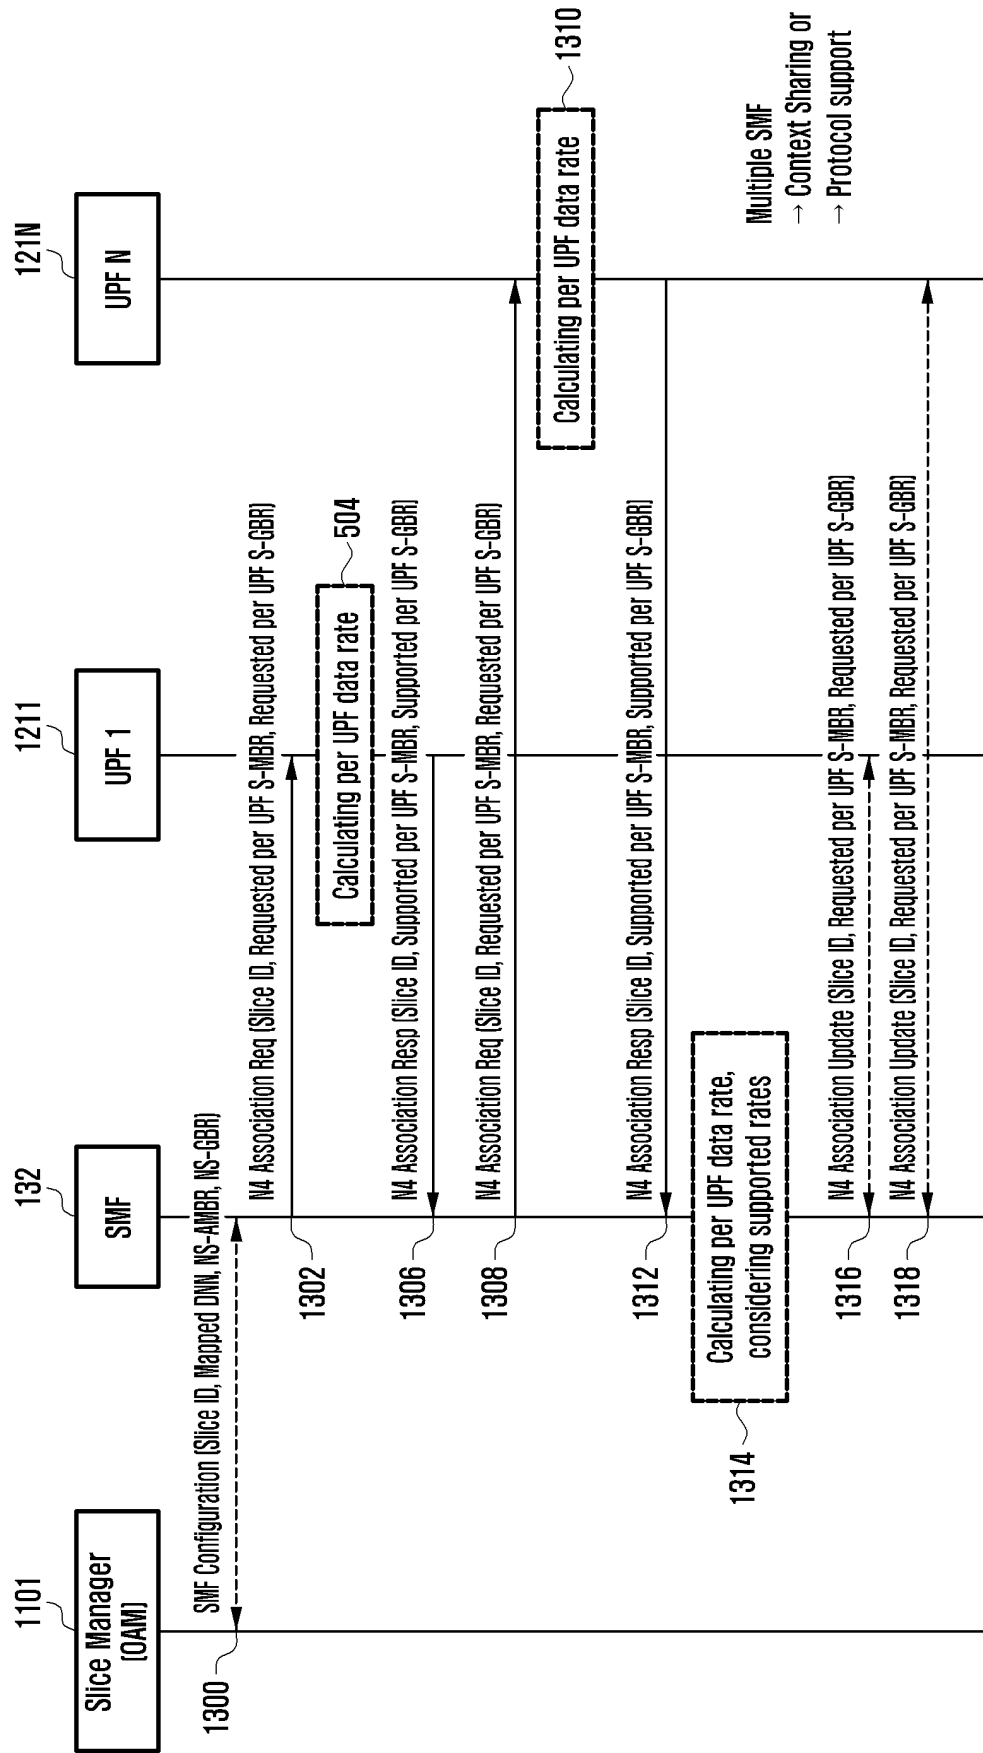 1101
Slice Manager
(OAM)
132
SMF
1211
UPF 1
121N
UPF N
SMF Configuration (Slice ID, Mapped DNN, NS-AMBR, NS-GBR)
1300
N4 Association Req (Slice ID, Requested per UPF S-MBR, Requested per UPF S-GBR)
1302
Calculating per UPF data rate
504
N4 Association Resp (Slice ID, Supported per UPF S-MBR, Supported per UPF S-GBR)
1306
N4 Association Req (Slice ID, Requested per UPF S-MBR, Requested per UPF S-GBR)
1308
Calculating per UPF data rate
1310
N4 Association Resp (Slice ID, Supported per UPF S-MBR, Supported per UPF S-GBR)
1312
Calculating per UPF data rate,
considering supported rates
1314
Multiple SMF
→ Context Sharing or
→ Protocol support
N4 Association Update (Slice ID, Requested per UPF S-MBR, Requested per UPF S-GBR)
1316
N4 Association Update (Slice ID, Requested per UPF S-MBR, Requested per UPF S-GBR)
1318